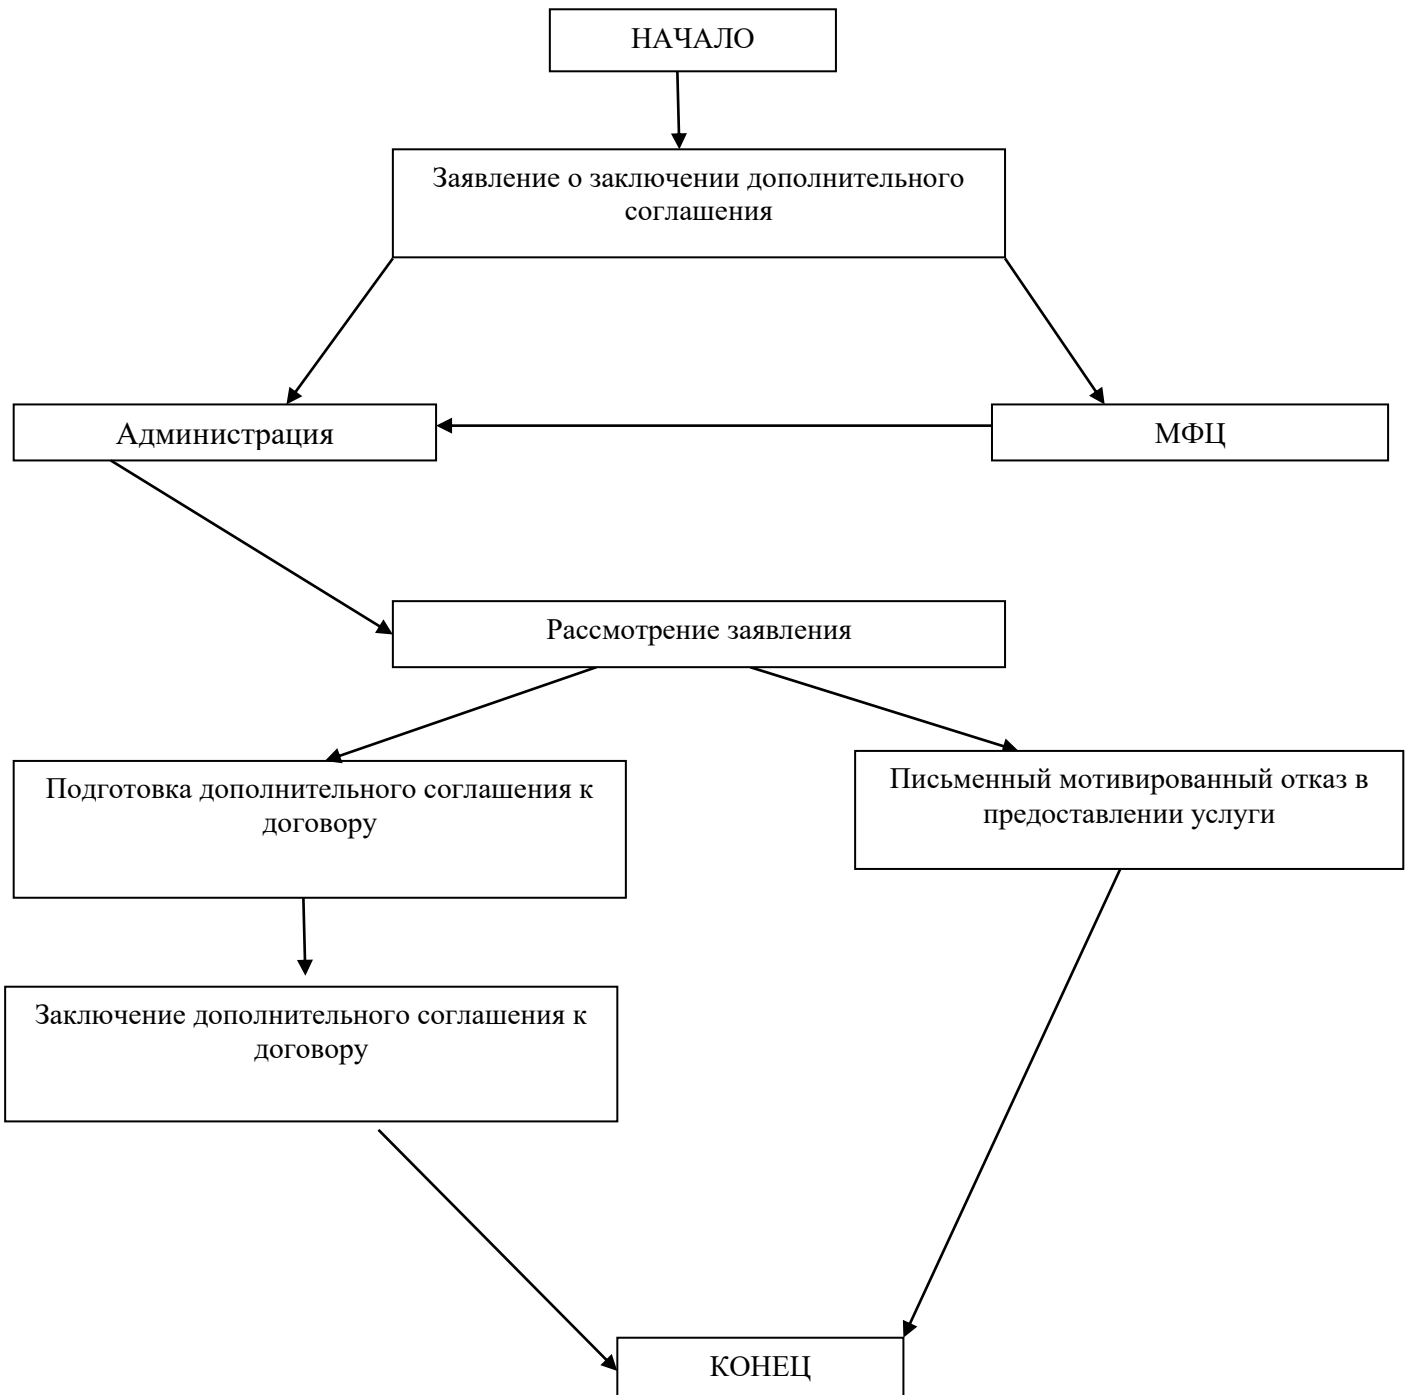 НАЧАЛО
Заявление о заключении дополнительного
соглашения
Администрация
МФЦ
Рассмотрение заявления
Подготовка дополнительного соглашения к
договору
Письменный мотивированный отказ в
предоставлении услуги
Заключение дополнительного соглашения к
договору
КОНЕЦ